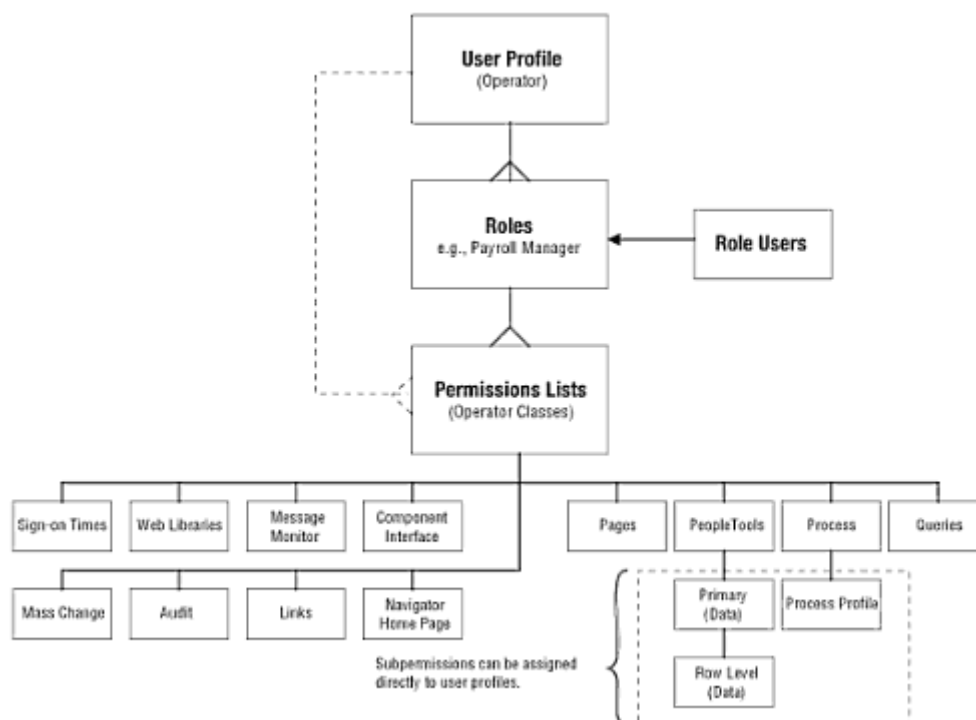 User Profile
(Operator)
Roles
e.g., Payroll Manager
Role Users
Permissions Lists
(Operator Classes)
Sign-on Times
Web Libraries
Message
Monitor
Component
Interface
Pages
PeopleTools
Process
Queries
Mass Change
Audit
Links
Navigator
Home Page
Primary
(Data)
Process Profile
Subpermissions can be assigned
directly to user profiles.
Row Level
(Data)